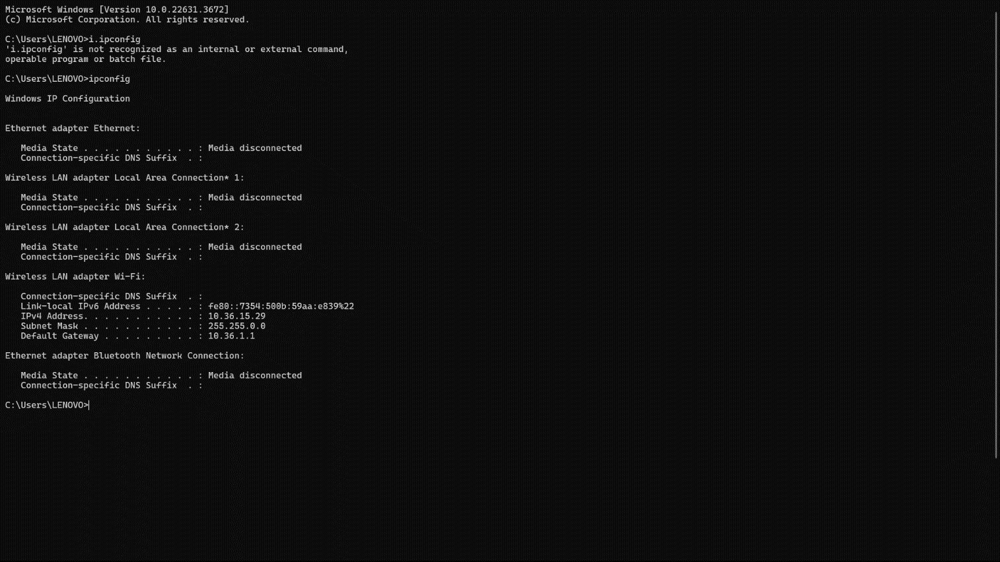 Microsoft Windows [Version 10.0.22631.3672]
(c) Microsoft Corporation. All rights reserved.
C:\Users\LENOVO>i.ipconfig
'i.ipconfig' is not recognized as an internal or external command,
operable program or batch file.
C:\Users\LENOVO>ipconfig
Windows IP Configuration
Ethernet adapter Ethernet:
Media State . . . . . . . . . . . : Media disconnected
Connection-specific DNS Suffix  . :
Wireless LAN adapter Local Area Connection* 1:
Media State . . . . . . . . . . . : Media disconnected
Connection-specific DNS Suffix  . :
Wireless LAN adapter Local Area Connection* 2:
Media State . . . . . . . . . . . : Media disconnected
Connection-specific DNS Suffix  . :
Wireless LAN adapter Wi-Fi:
Connection-specific DNS Suffix  . :
Link-local IPv6 Address . . . . . : fe80::7354:500b:59aa:e839%22
IPv4 Address. . . . . . . . . . . : 10.36.15.29
Subnet Mask . . . . . . . . . . . : 255.255.0.0
Default Gateway . . . . . . . . . : 10.36.1.1
Ethernet adapter Bluetooth Network Connection:
Media State . . . . . . . . . . . : Media disconnected
Connection-specific DNS Suffix  . :
C:\Users\LENOVO>